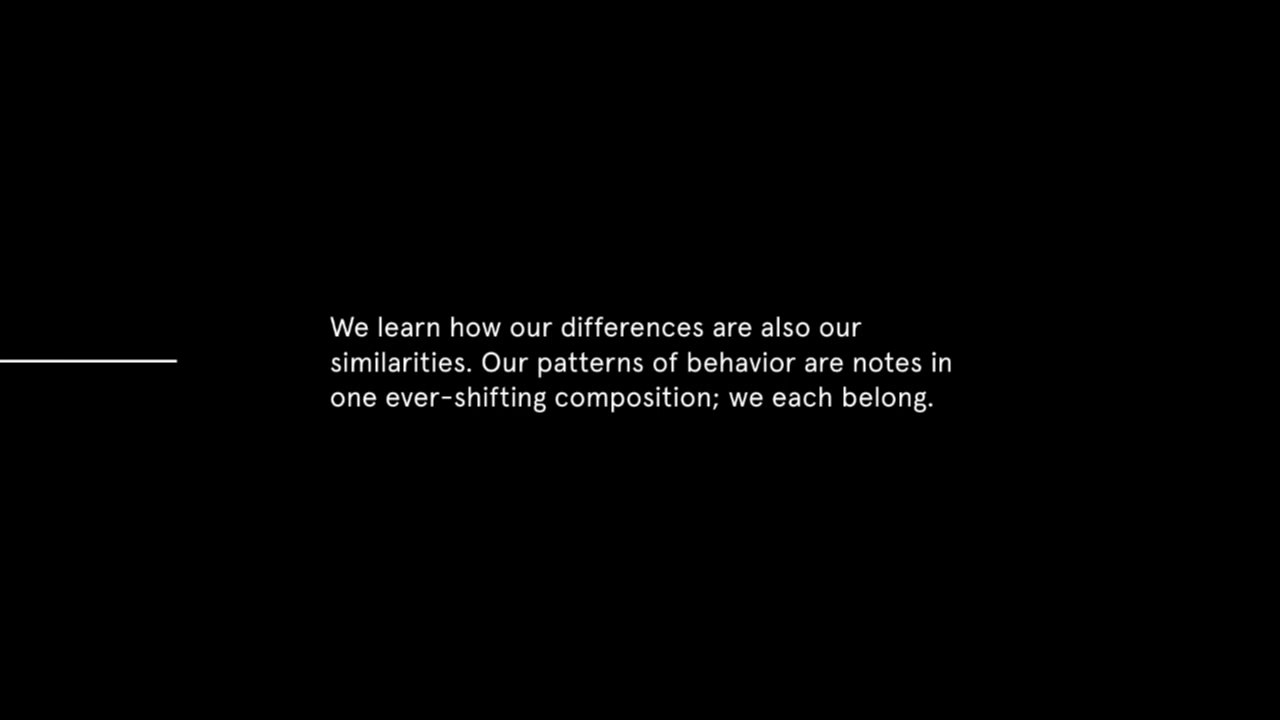 We learn how our differences are also our
similarities. Our patterns of behavior are notes in
one ever-shifting composition; we each belong.